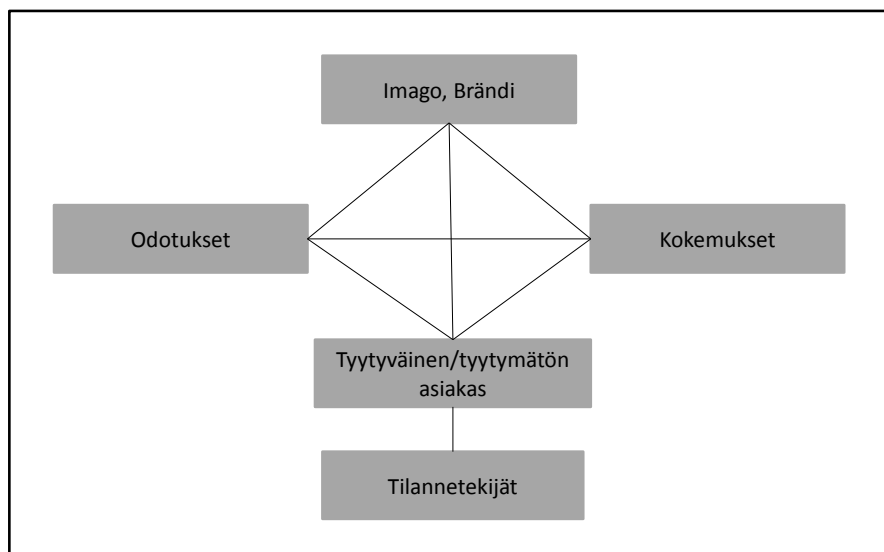 Imago, Brändi
Odotukset
Kokemukset
Tyytyväinen/tyytymätön
asiakas
Tilannetekijät